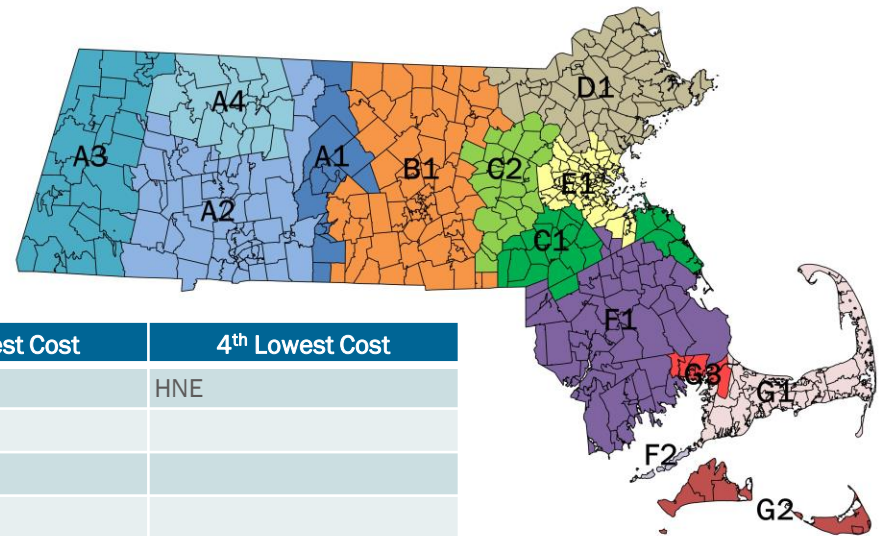 D1
A4
A3
A1
B1
C2
E1
A2
C1
F1
est Cost
4th Lowest Cost
HNE
G3
G1
F2
G2